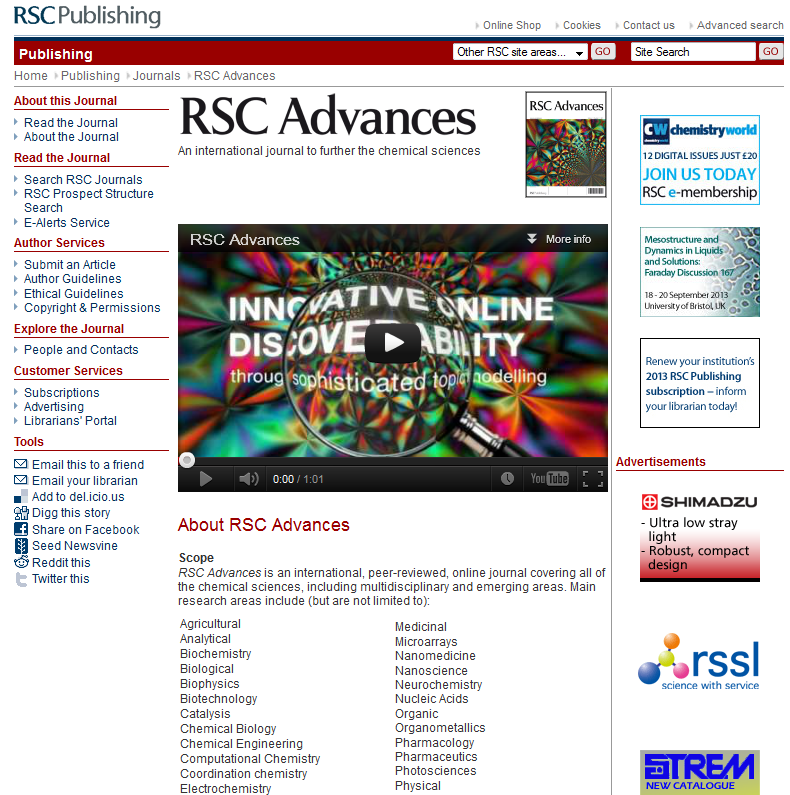 RSCPublishing
Online Shop
Cookies
Contact us
Advanced search
Publishing
Other RSC site areas...
GO
Site Search
GO
Home Publishing Journals RSC Advances
About this Journal
Read the Journal
About the Journal
Read the Journal
Search RSC Journals
RSC Prospect Structure
Search
E-Alerts Service
Author Services
Submit an Article
Author Guidelines
Ethical Guidelines
Copyright & Permissions
Explore the Journal
People and Contacts
Customer Services
Subscriptions
Advertising
Librarians' Portal
Tools
Email this to a friend
Email your librarian
Add to del.icio.us
Digg this story
Share on Facebook
Seed Newsvine
Reddit this
Twitter this
RSC Advances
An international journal to further the chemical sciences
RSC Advances
RSC Advances
More info
INNOVATIVE ONLINE
DISCOVERABILITY
through sophisticated topic modelling
0:00 / 1:01
YouTube
About RSC Advances
Scope
RSC Advances is an international, peer-reviewed, online journal covering all of
the chemical sciences, including multidisciplinary and emerging areas. Main
research areas include (but are not limited to):
Agricultural
Analytical
Biochemistry
Biological
Biophysics
Biotechnology
Catalysis
Chemical Biology
Chemical Engineering
Computational Chemistry
Coordination chemistry
Electrochemistry
Medicinal
Microarrays
Nanomedicine
Nanoscience
Neurochemistry
Nucleic Acids
Organic
Organometallics
Pharmacology
Pharmaceutics
Photosciences
Physical
CW chemistryworld
12 DIGITAL ISSUES JUST £20
JOIN US TODAY
RSC e-membership
Mesostructure and
Dynamics in Liquids
and Solutions:
Faraday Discussion 167
18 - 20 September 2013
University of Bristol, UK
Renew your institution's
2013 RSC Publishing
subscription – inform
your librarian today!
Advertisements
SHIMADZU
- Ultra low stray
light
- Robust, compact
design
rssl
science with service
STREM
NEW CATALOGUE